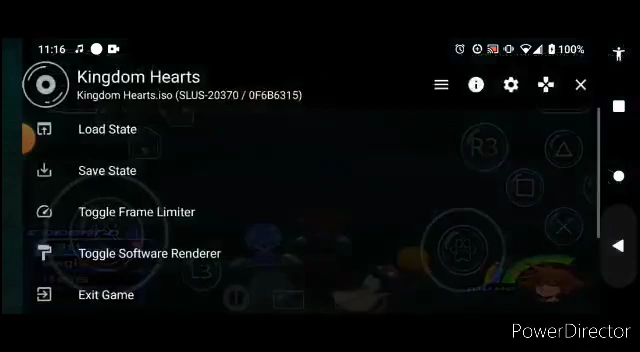 11:16
100%
Kingdom Hearts
Kingdom Hearts.iso (SLUS-20370 / 0F6B6315)
Load State
R3
Save State
Toggle Frame Limiter
Toggle Software Renderer
L3
Exit Game
PowerDirector